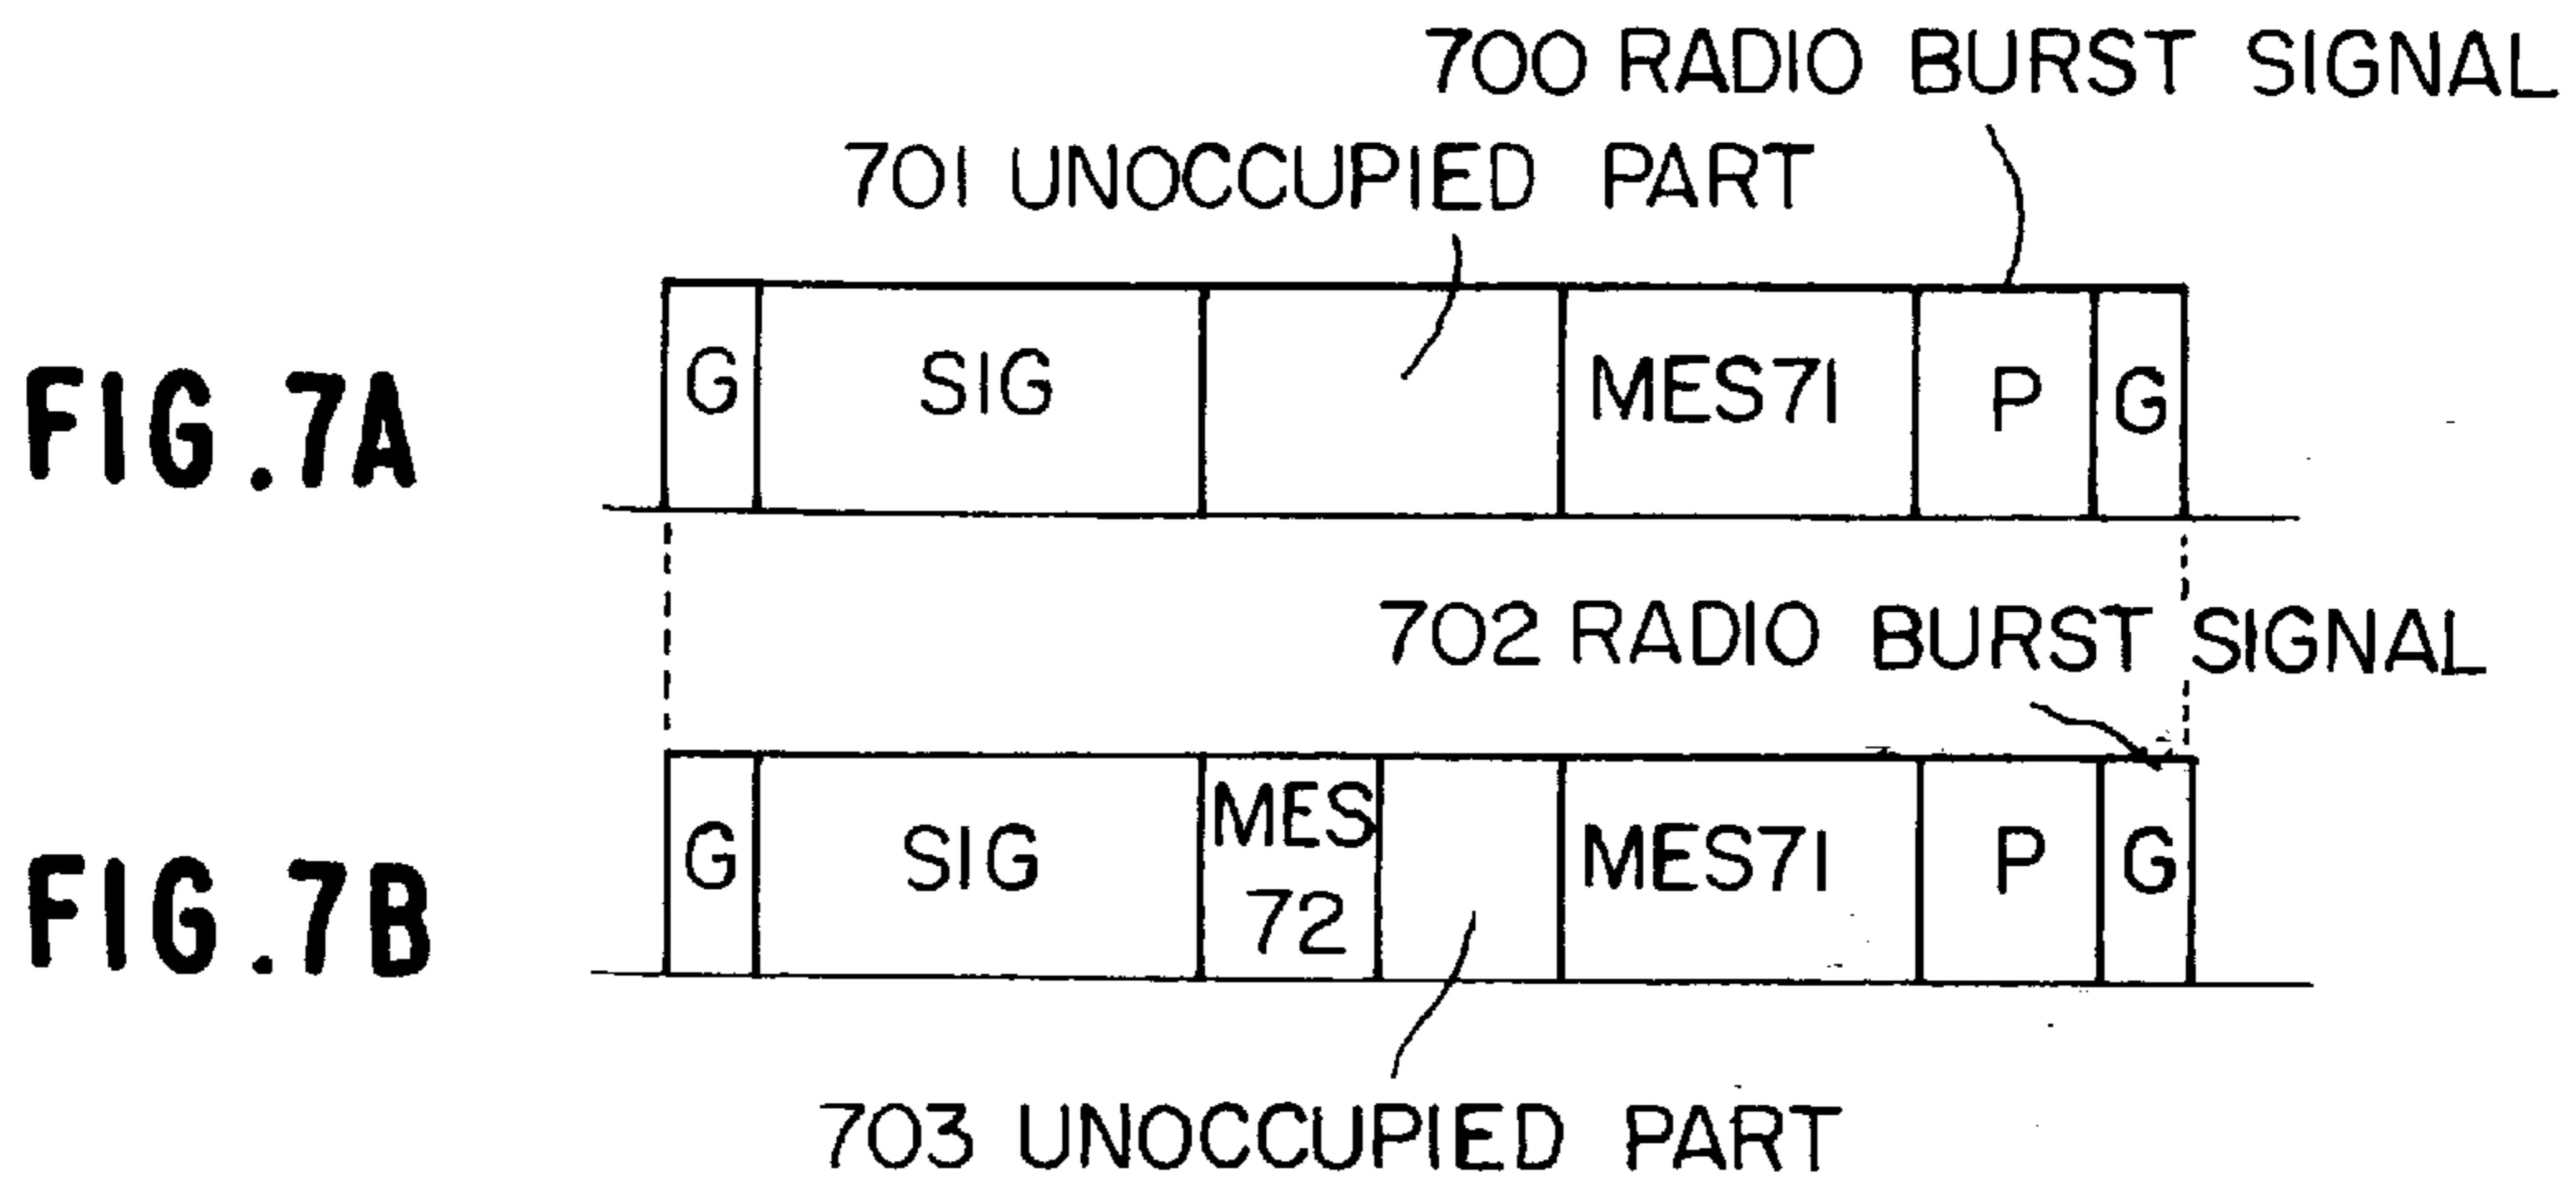 700 RADIO BURST SIGNAL
701 UNOCCUPIED PART
FIG.7A
G SIG MES71 P G
702 RADIO BURST SIGNAL
FIG.7B
G SIG MES 72 MES71 P G
703 UNOCCUPIED PART